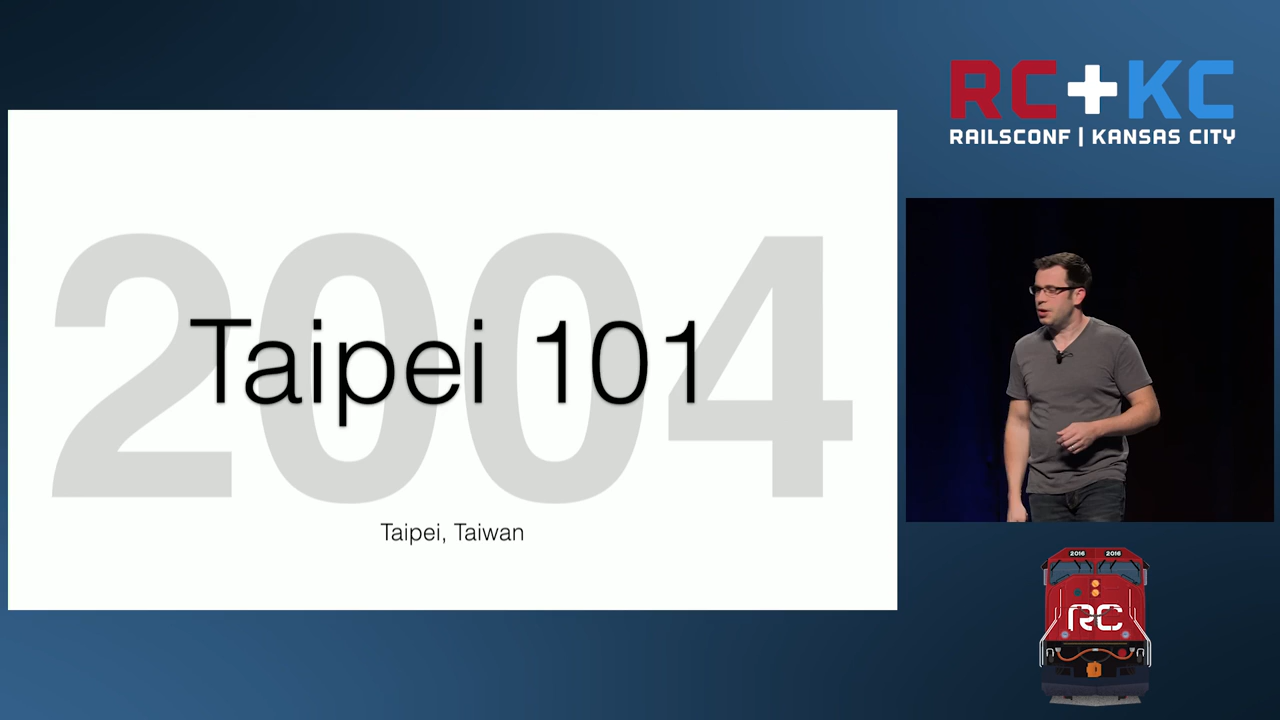 2004
Taipei 101
Taipei, Taiwan
RC+KC
RAILSCONF | KANSAS CITY
2016 2016
RC